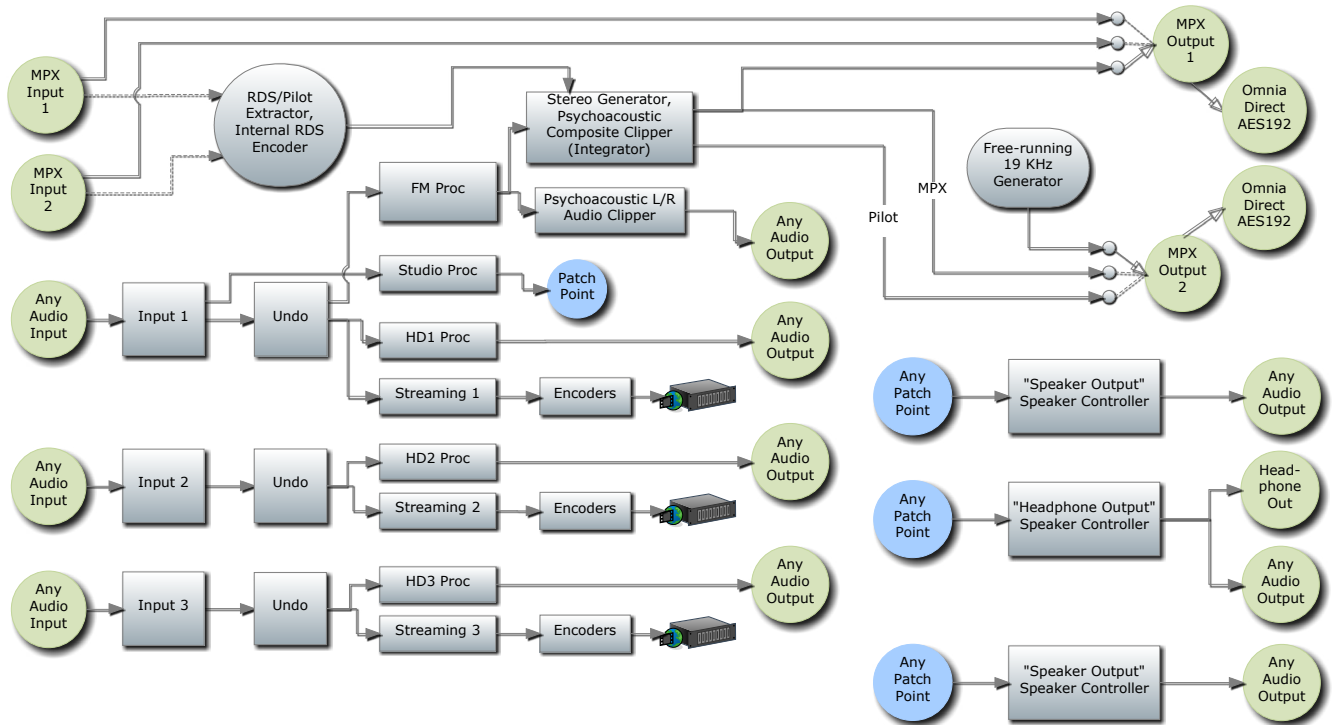 MPX
Input
1
MPX
Input
2
RDS/Pilot
Extractor,
Internal RDS
Encoder
Stereo Generator,
Psychoacoustic
Composite Clipper
(Integrator)
MPX
Output
1
Omnia
Direct
AES192
Free-running
19 KHz
Generator
Omnia
Direct
AES192
MPX
Output
2
MPX
Pilot
FM Proc
Psychoacoustic L/R
Audio Clipper
Any
Audio
Output
Studio Proc
Patch
Point
Any
Audio
Input
Input 1
Undo
HD1 Proc
Any
Audio
Output
Streaming 1
Encoders
Any
Audio
Input
Input 2
Undo
HD2 Proc
Any
Audio
Output
Streaming 2
Encoders
Any
Audio
Input
Input 3
Undo
HD3 Proc
Any
Audio
Output
Streaming 3
Encoders
Any
Patch
Point
"Speaker Output"
Speaker Controller
Any
Audio
Output
Any
Patch
Point
"Headphone Output"
Speaker Controller
Head-
phone
Out
Any
Audio
Output
Any
Patch
Point
"Speaker Output"
Speaker Controller
Any
Audio
Output